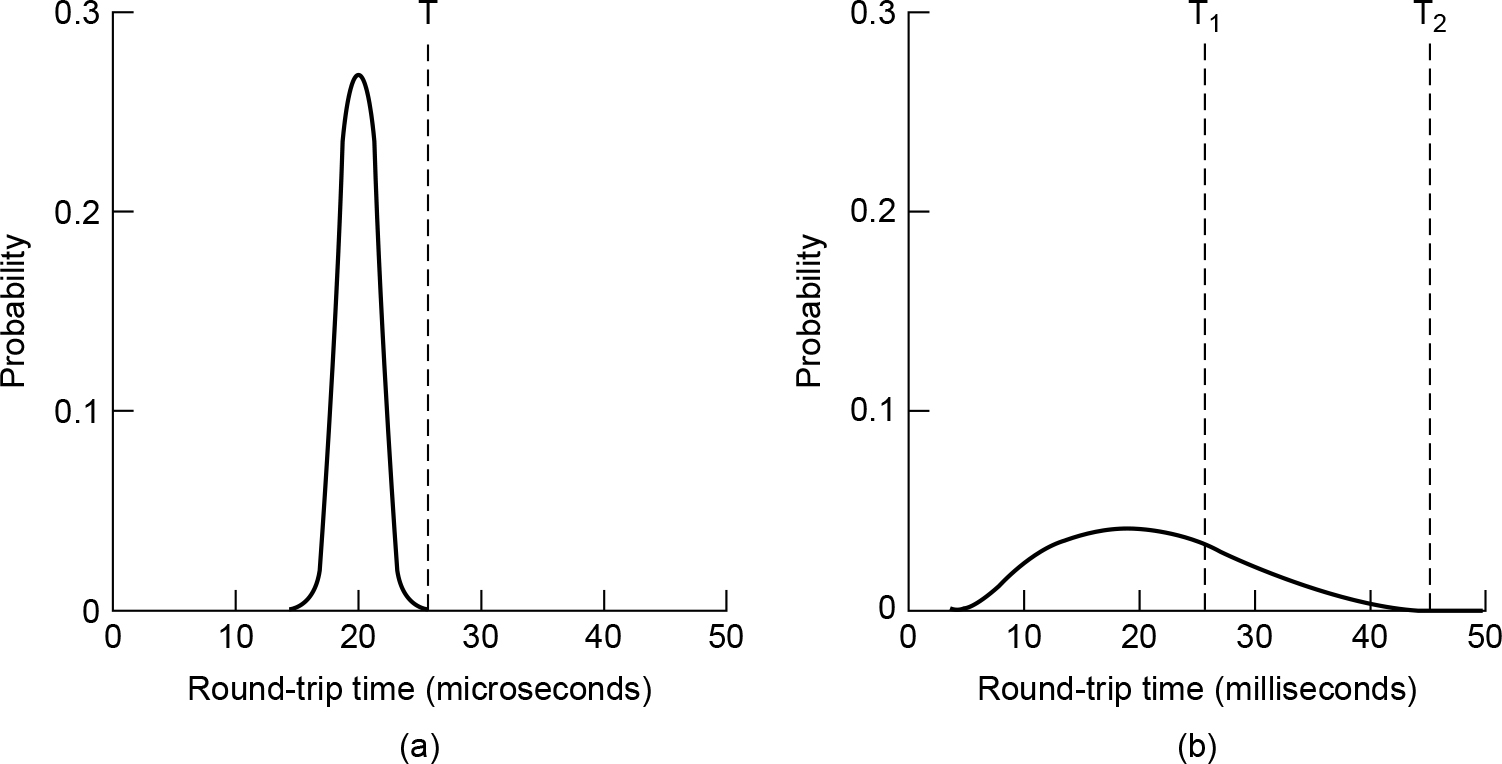 T
0.3
0.2
0.1
0
Probability
0 10 20 30 40 50
Round-trip time (microseconds)
(a)
T1 T2
0.3
0.2
0.1
0
Probability
0 10 20 30 40 50
Round-trip time (milliseconds)
(b)